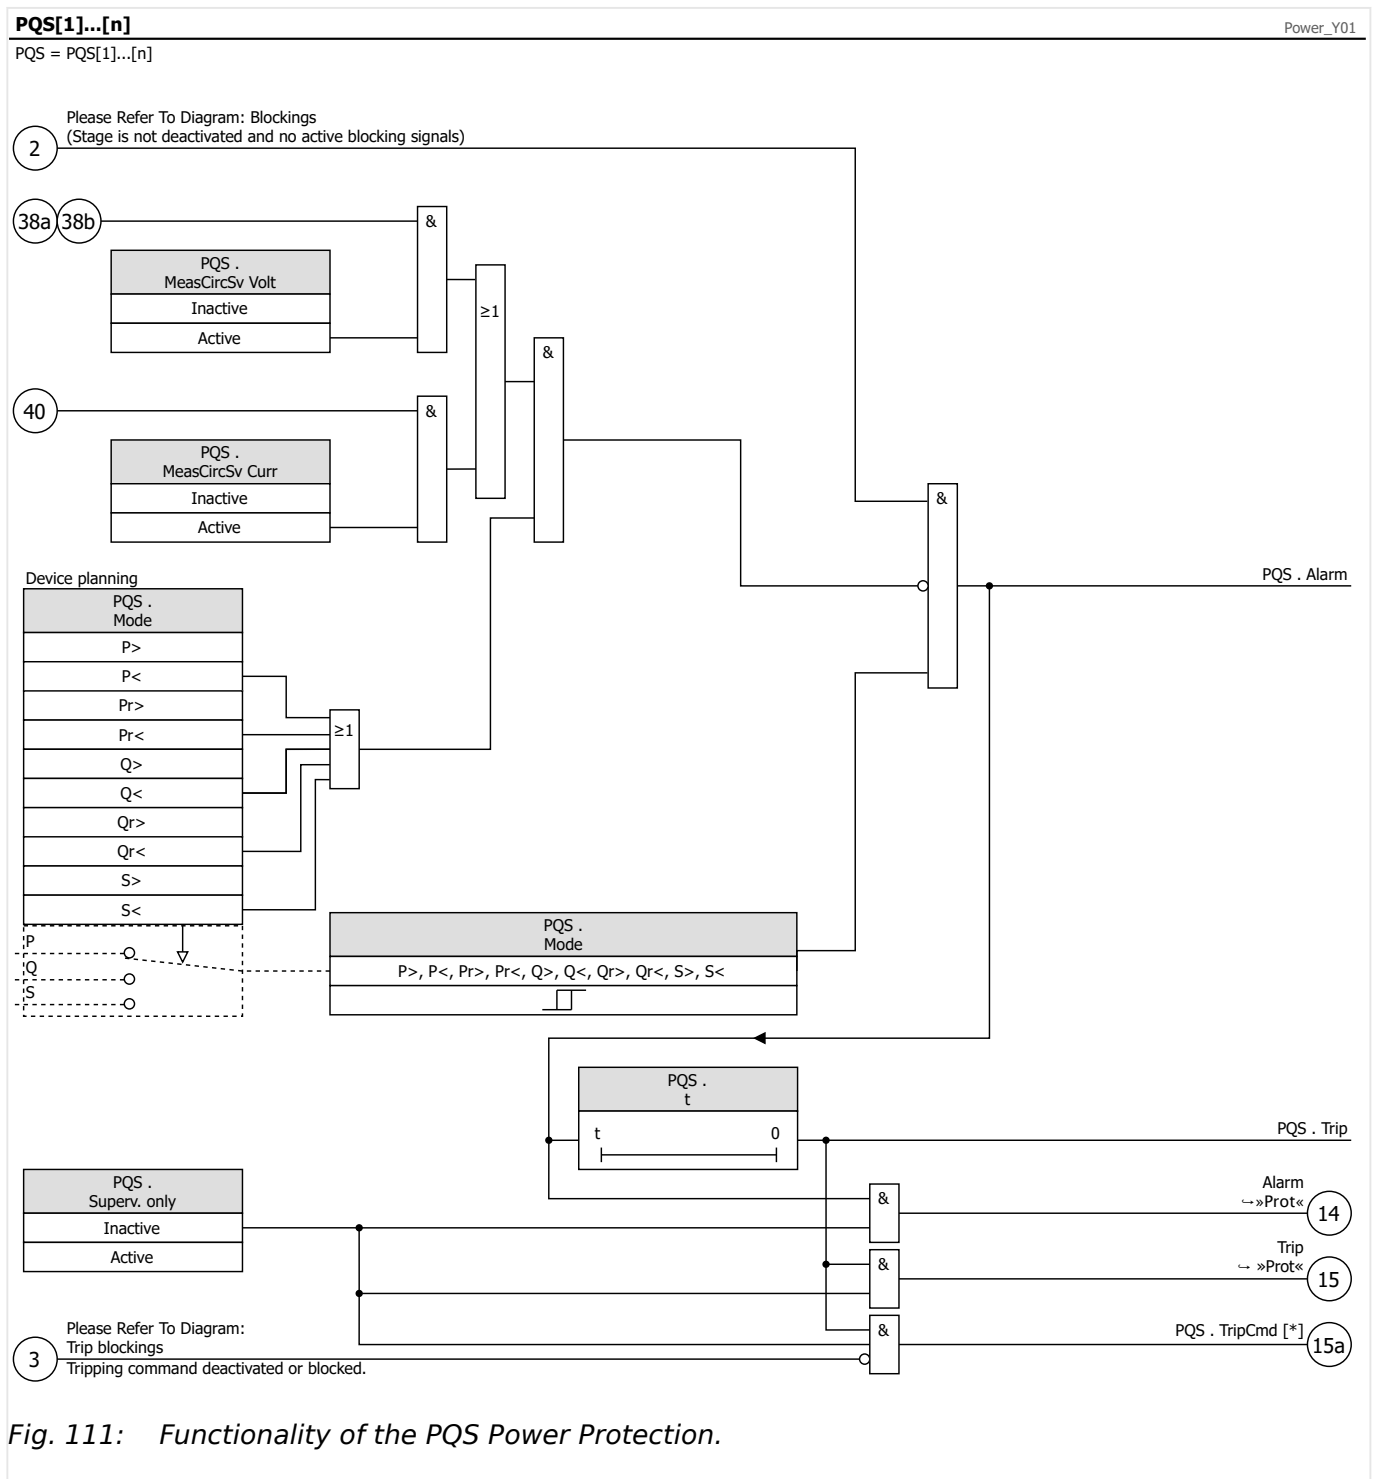 PQS[1]...[n]
Power_Y01
PQS = PQS[1]...[n]
Please Refer To Diagram: Blockings
(Stage is not deactivated and no active blocking signals)
2
38a 38b
&
PQS .
MeasCircSv Volt
Inactive
Active
≥1
&
40
&
PQS .
MeasCircSv Curr
Inactive
Active
&
Device planning
PQS .
Mode
P>
P<
Pr>
Pr<
Q>
Q<
Qr>
Qr<
S>
S<
≥1
PQS . Alarm
P
Q
S
PQS .
Mode
P>, P<, Pr>, Pr<, Q>, Q<, Qr>, Qr<, S>, S<
PQS .
t
t 0
PQS . Trip
PQS .
Superv. only
Inactive
Active
&
Alarm
↪»Prot«
14
&
Trip
↪ »Prot«
15
&
PQS . TripCmd [*]
15a
Please Refer To Diagram:
Trip blockings
3
Tripping command deactivated or blocked.
Fig. 111: Functionality of the PQS Power Protection.